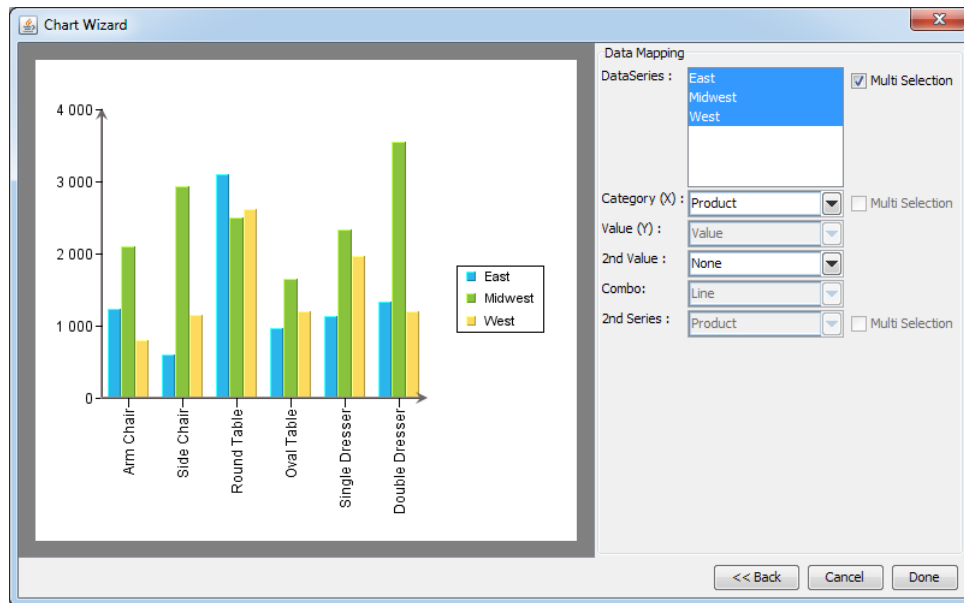 Chart Wizard
4 000
3 000
2 000
1 000
0
Arm Chair
Side Chair
Round Table
Oval Table
Single Dresser
Double Dresser
East
Midwest
West
Data Mapping
DataSeries :
East
Midwest
West
Multi Selection
Category (X) : Product Multi Selection
Value (Y) : Value
2nd Value : None
Combo: Line
2nd Series : Product Multi Selection
<< Back Cancel Done